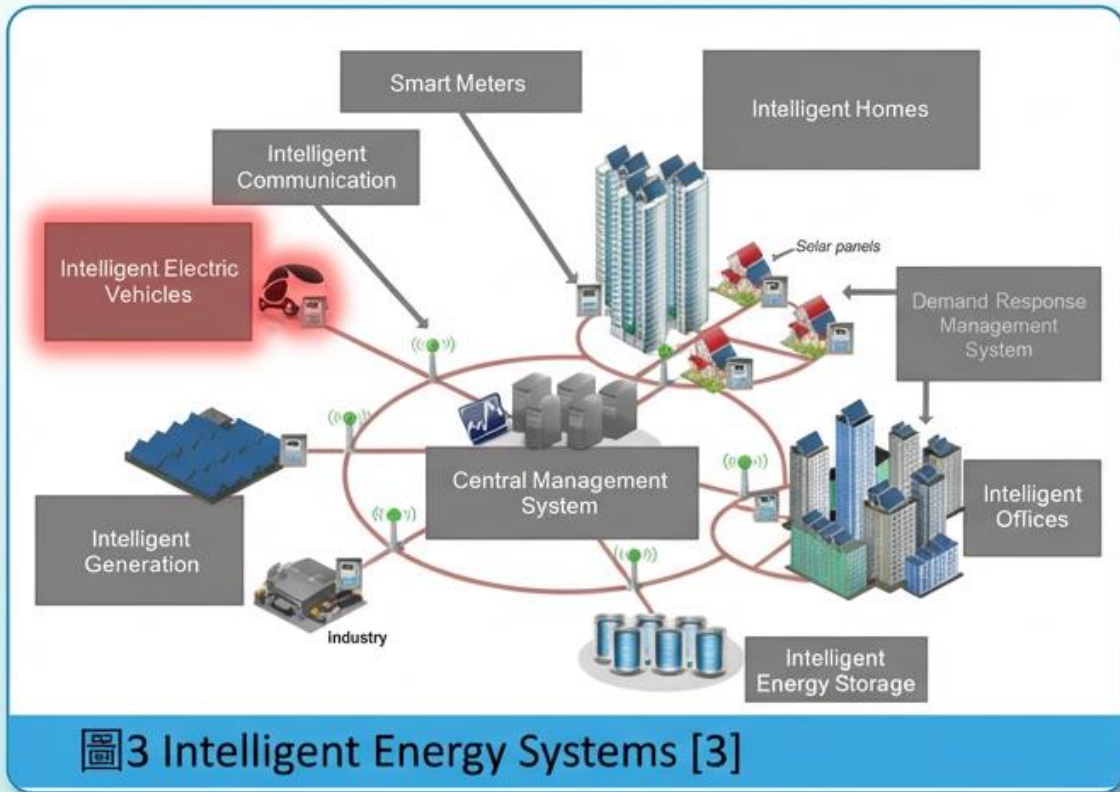 Smart Meters
Intelligent Homes
Intelligent
Communication
Intelligent Electric
Vehicles
Selar panels
Demand Response
Management
System
Central Management
System
Inteliigent
Offices
Intelligent
Generation
industry
Intelligent
Energy Storage
圖3 Intelligent Energy Systems [3]